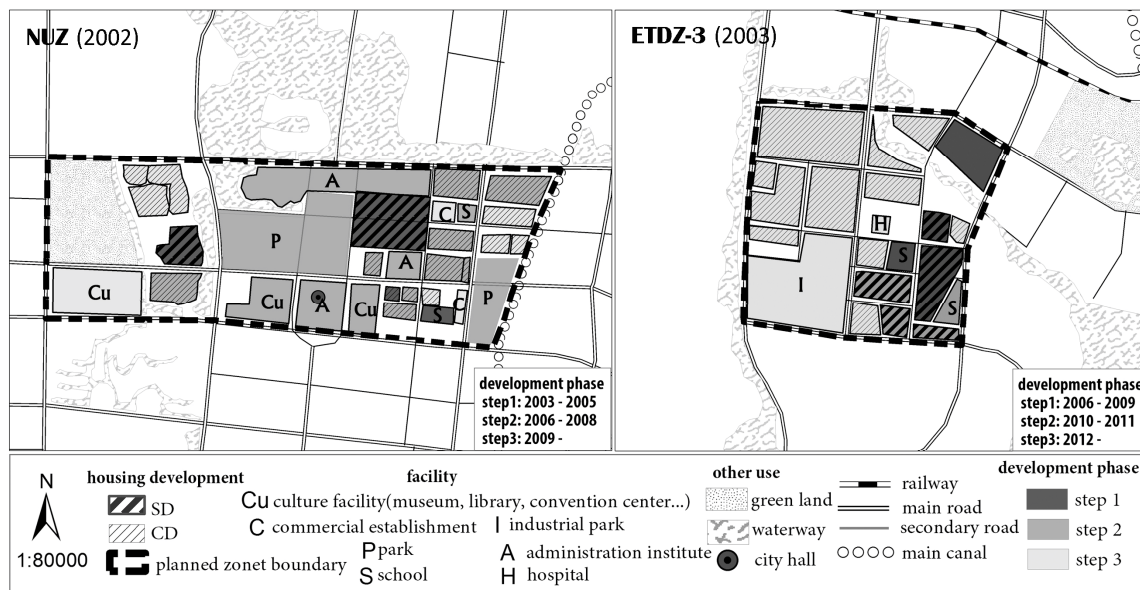 NUZ (2002)
A
C
S
P
A
Cu
Cu
A
Cu
S
C
P
development phase
step1: 2003 - 2005
step2: 2006 - 2008
step3: 2009 -
ETDZ-3 (2003)
H
S
I
S
development phase
step1: 2006 - 2009
step2: 2010 - 2011
step3: 2012 -
N
1:80000
housing development
SD
CD
planned zonet boundary
facility
Cu culture facility(museum, library, convention center...)
C commercial establishment
I industrial park
P park
A administration institute
S school
H hospital
other use
green land
waterway
city hall
railway
main road
secondary road
main canal
development phase
step 1
step 2
step 3